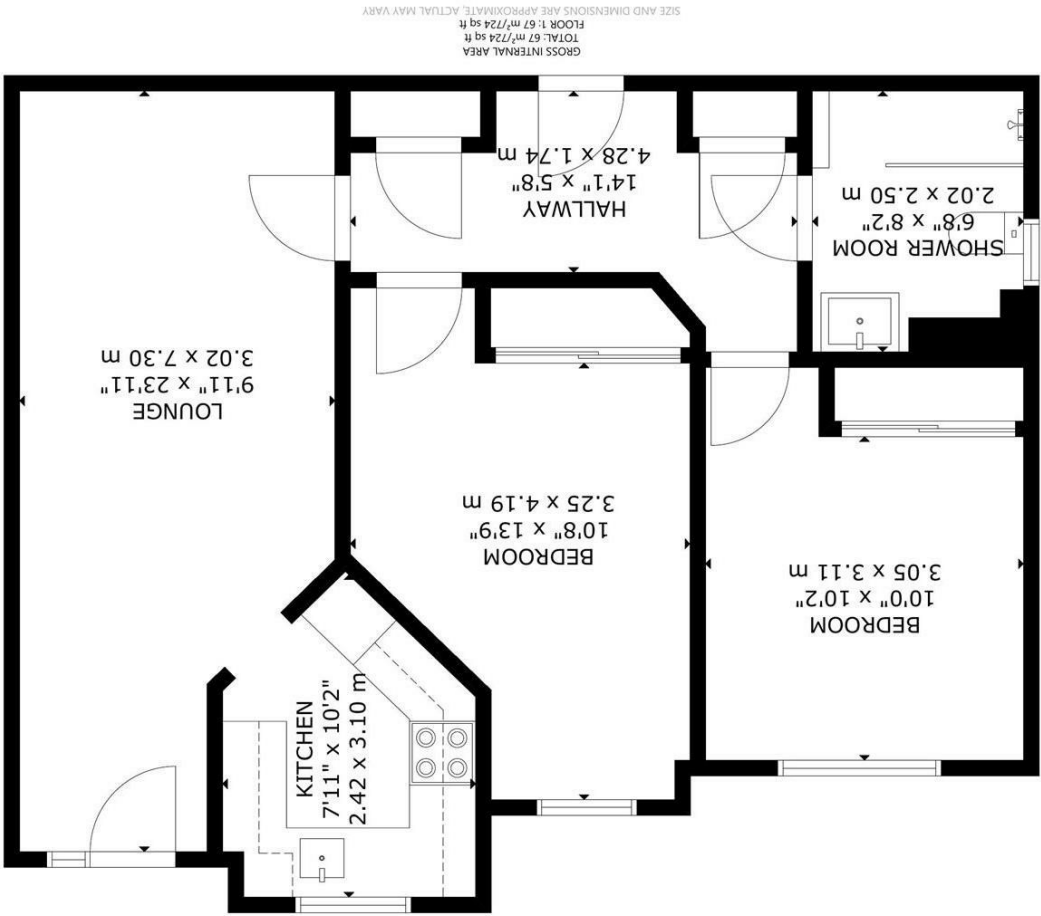 GROSS INTERNAL AREA
TOTAL: 67 m²/724 sq ft
FLOOR 1: 67 m²/724 sq ft
SIZE AND DIMENSIONS ARE APPROXIMATE, ACTUAL MAY VARY
HALLWAY
14'1" x 5'8"
4.28 x 1.74 m
SHOWER ROOM
6'8" x 8'2"
2.02 x 2.50 m
LOUNGE
9'11" x 23'11"
3.02 x 7.30 m
BEDROOM
10'8" x 13'9"
3.25 x 4.19 m
BEDROOM
10'0" x 10'2"
3.05 x 3.11 m
KITCHEN
7'11" x 10'2"
2.42 x 3.10 m